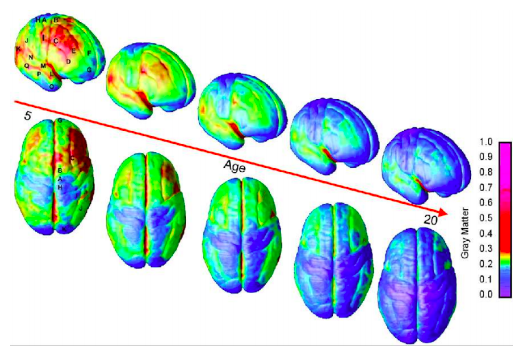 H A B
J I C
K E F
N D
Q M
P L G
O
5
Age
20
G
F
C
B
A
H
K
Gray Matter
1.0
0.9
0.8
0.7
0.6
0.5
0.4
0.3
0.2
0.1
0.0